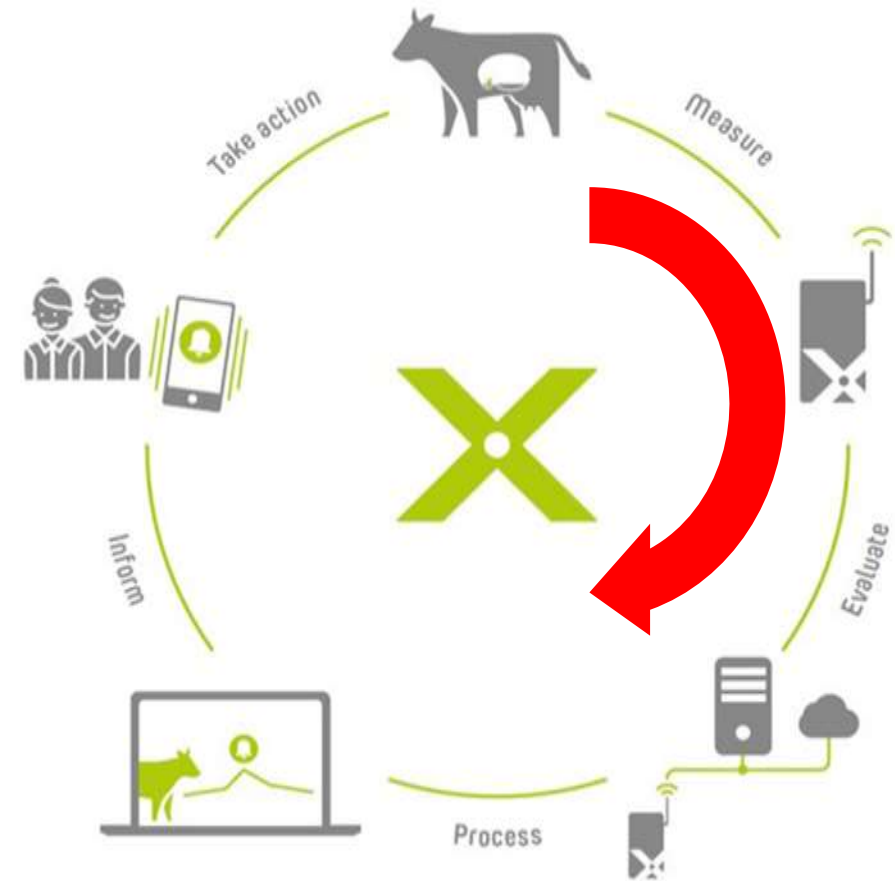 Take action
Measure
Inform
Evaluate
Process